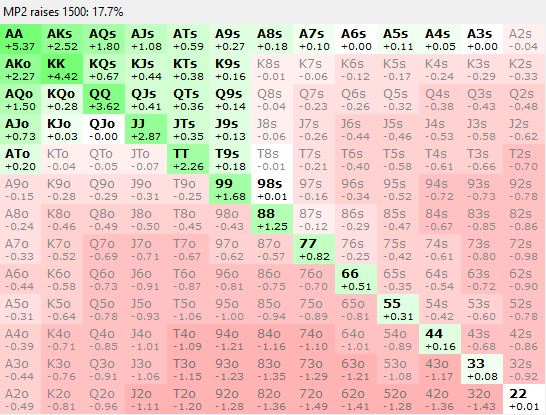 MP2 raises 1500: 17.7%
AA AKs AQs AJs ATs A9s A8s A7s A6s A5s A4s A3s A2s
+5.37 +2.52 +1.80 +1.08 +0.59 +0.27 +0.18 +0.10 +0.00 +0.11 +0.05 +0.00 -0.04
AKo KK KQs KJs KTs K9s K8s K7s K6s K5s K4s K3s K2s
+2.27 +4.42 +0.67 +0.44 +0.38 +0.16 -0.01 -0.06 -0.12 -0.17 -0.24 -0.29 -0.33
AQo KQo QQ QJs QTs Q9s Q8s Q7s Q6s Q5s Q4s Q3s Q2s
+1.50 +0.28 +3.62 +0.41 +0.36 +0.14 -0.04 -0.23 -0.26 -0.32 -0.38 -0.43 -0.48
AJo KJo QJo JJ JTs J9s J8s J7s J6s J5s J4s J3s J2s
+0.73 +0.03 -0.00 +2.87 +0.35 +0.13 -0.06 -0.26 -0.46 -0.46 -0.53 -0.58 -0.62
ATo KTo QTo JTo TT T9s T8s T7s T6s T5s T4s T3s T2s
+0.20 -0.04 -0.05 -0.07 +2.26 +0.18 -0.01 -0.21 -0.40 -0.58 -0.61 -0.66 -0.70
A9o K9o Q9o J9o T9o 99 98s 97s 96s 95s 94s 93s 92s
-0.15 -0.28 -0.29 -0.31 -0.25 +1.68 +0.01 -0.16 -0.34 -0.52 -0.72 -0.73 -0.78
A8o K8o Q8o J8o T8o 98o 88 87s 86s 85s 84s 83s 82s
-0.24 -0.46 -0.49 -0.50 -0.45 -0.43 +1.25 -0.12 -0.29 -0.47 -0.67 -0.85 -0.86
A7o K7o Q7o J7o T7o 97o 87o 77 76s 75s 74s 73s 72s
-0.33 -0.52 -0.69 -0.71 -0.67 -0.62 -0.57 +0.82 -0.25 -0.42 -0.61 -0.80 -0.98
A6o K6o Q6o J6o T6o 96o 86o 76o 66 65s 64s 63s 62s
-0.44 -0.58 -0.73 -0.91 -0.87 -0.81 -0.75 -0.70 +0.51 -0.35 -0.54 -0.72 -0.90
A5o K5o Q5o J5o T5o 95o 85o 75o 65o 55 54s 53s 52s
-0.31 -0.64 -0.78 -0.93 -1.06 -1.00 -0.94 -0.89 -0.81 +0.31 -0.42 -0.60 -0.78
A4o K4o Q4o J4o T4o 94o 84o 74o 64o 54o 44 43s 42s
-0.39 -0.71 -0.85 -1.01 -1.09 -1.21 -1.16 -1.10 -1.01 -0.89 +0.16 -0.68 -0.86
A3o K3o Q3o J3o T3o 93o 83o 73o 63o 53o 43o 33 32s
-0.44 -0.76 -0.91 -1.06 -1.15 -1.23 -1.35 -1.29 -1.21 -1.08 -1.17 +0.08 -0.92
A2o K2o Q2o J2o T2o 92o 82o 72o 62o 52o 42o 32o 22
-0.49 -0.81 -0.96 -1.11 -1.20 -1.28 -1.36 -1.49 -1.41 -1.28 -1.36 -1.43 +0.01